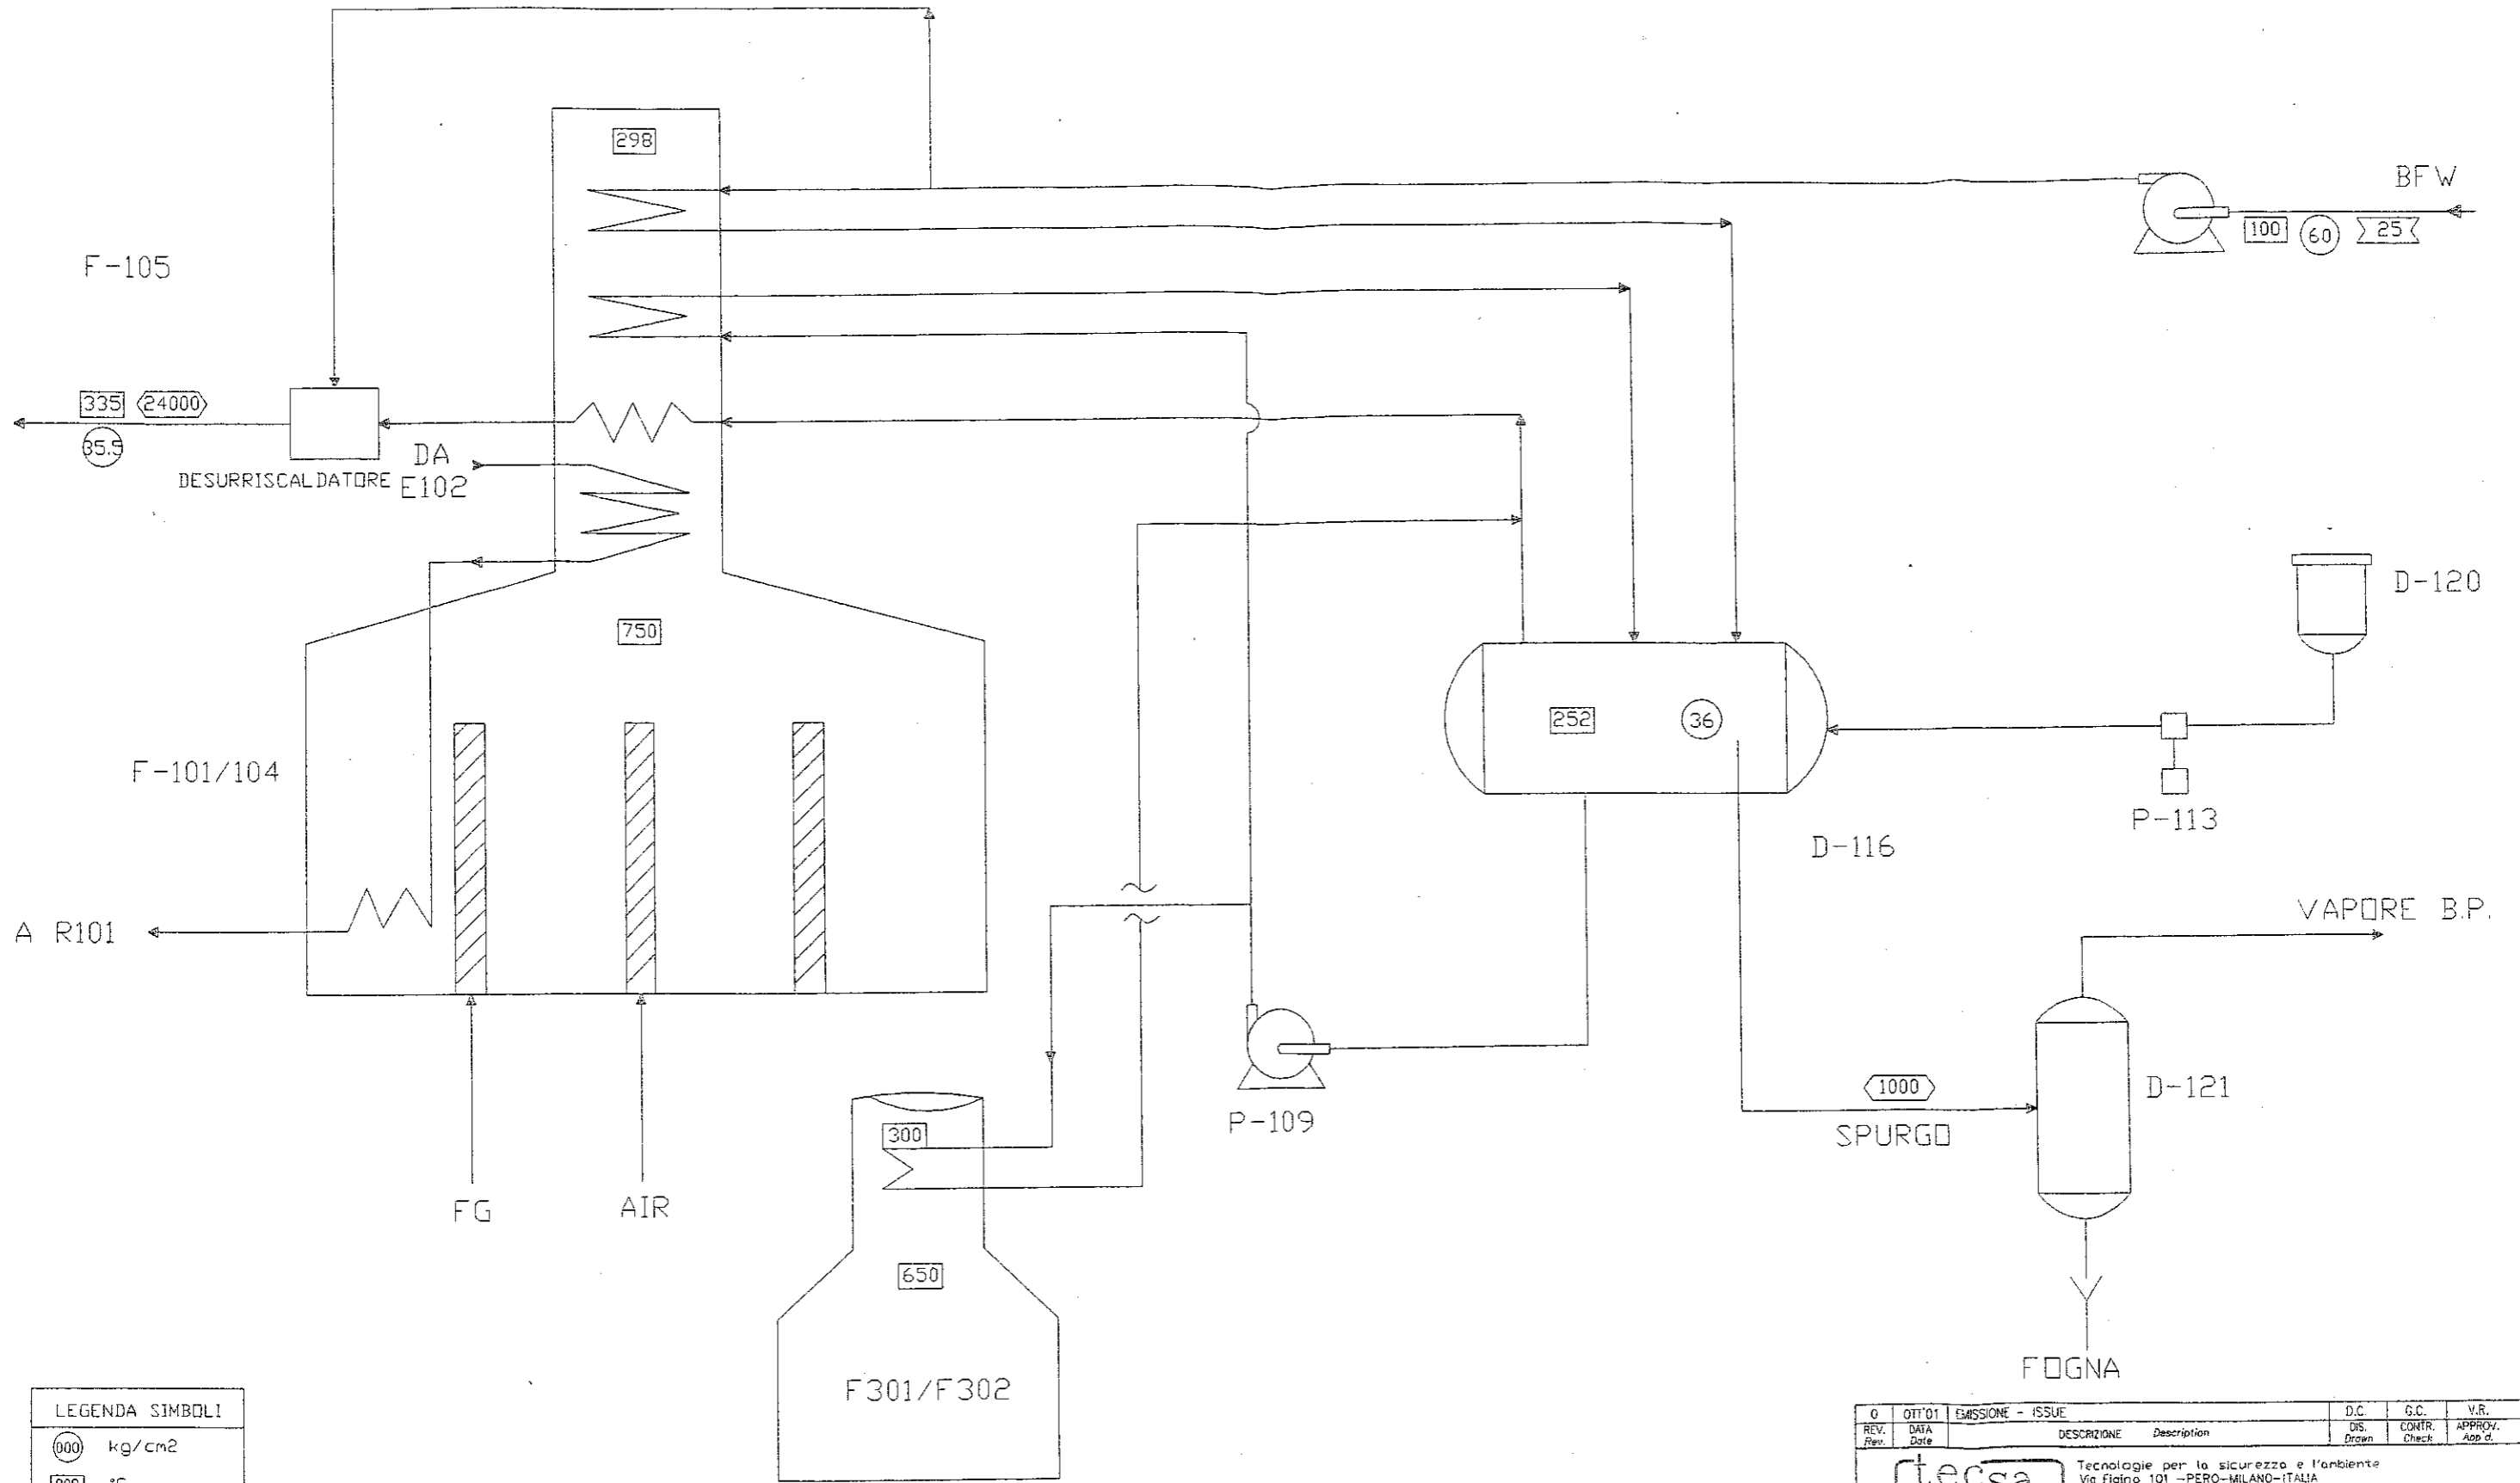 298
BFW
100 60 25
F-105
335 24000
35.5
DA
E102
DESURRISCALDATORE
D-120
750
252 36
F-101/104
P-113
D-116
VAPORE B.P.
A R101
1000
D-121
SPURGO
P-109
300
FG
AIR
650
FOGNA
F301/F302
LEGENDA SIMBOLI
000 kg/cm2
0 OTT'01 EMISSIONE - ISSUE D.C. G.C. V.R.
REV. DATA DESCRIZIONE Description DIS. CONTR. APPROV.
Rev. Date Drawn Check App'd.
tecsa
Tecnologie per la sicurezza e l'ambiente
Via Figino 101 -PERO-MILANO-ITALIA